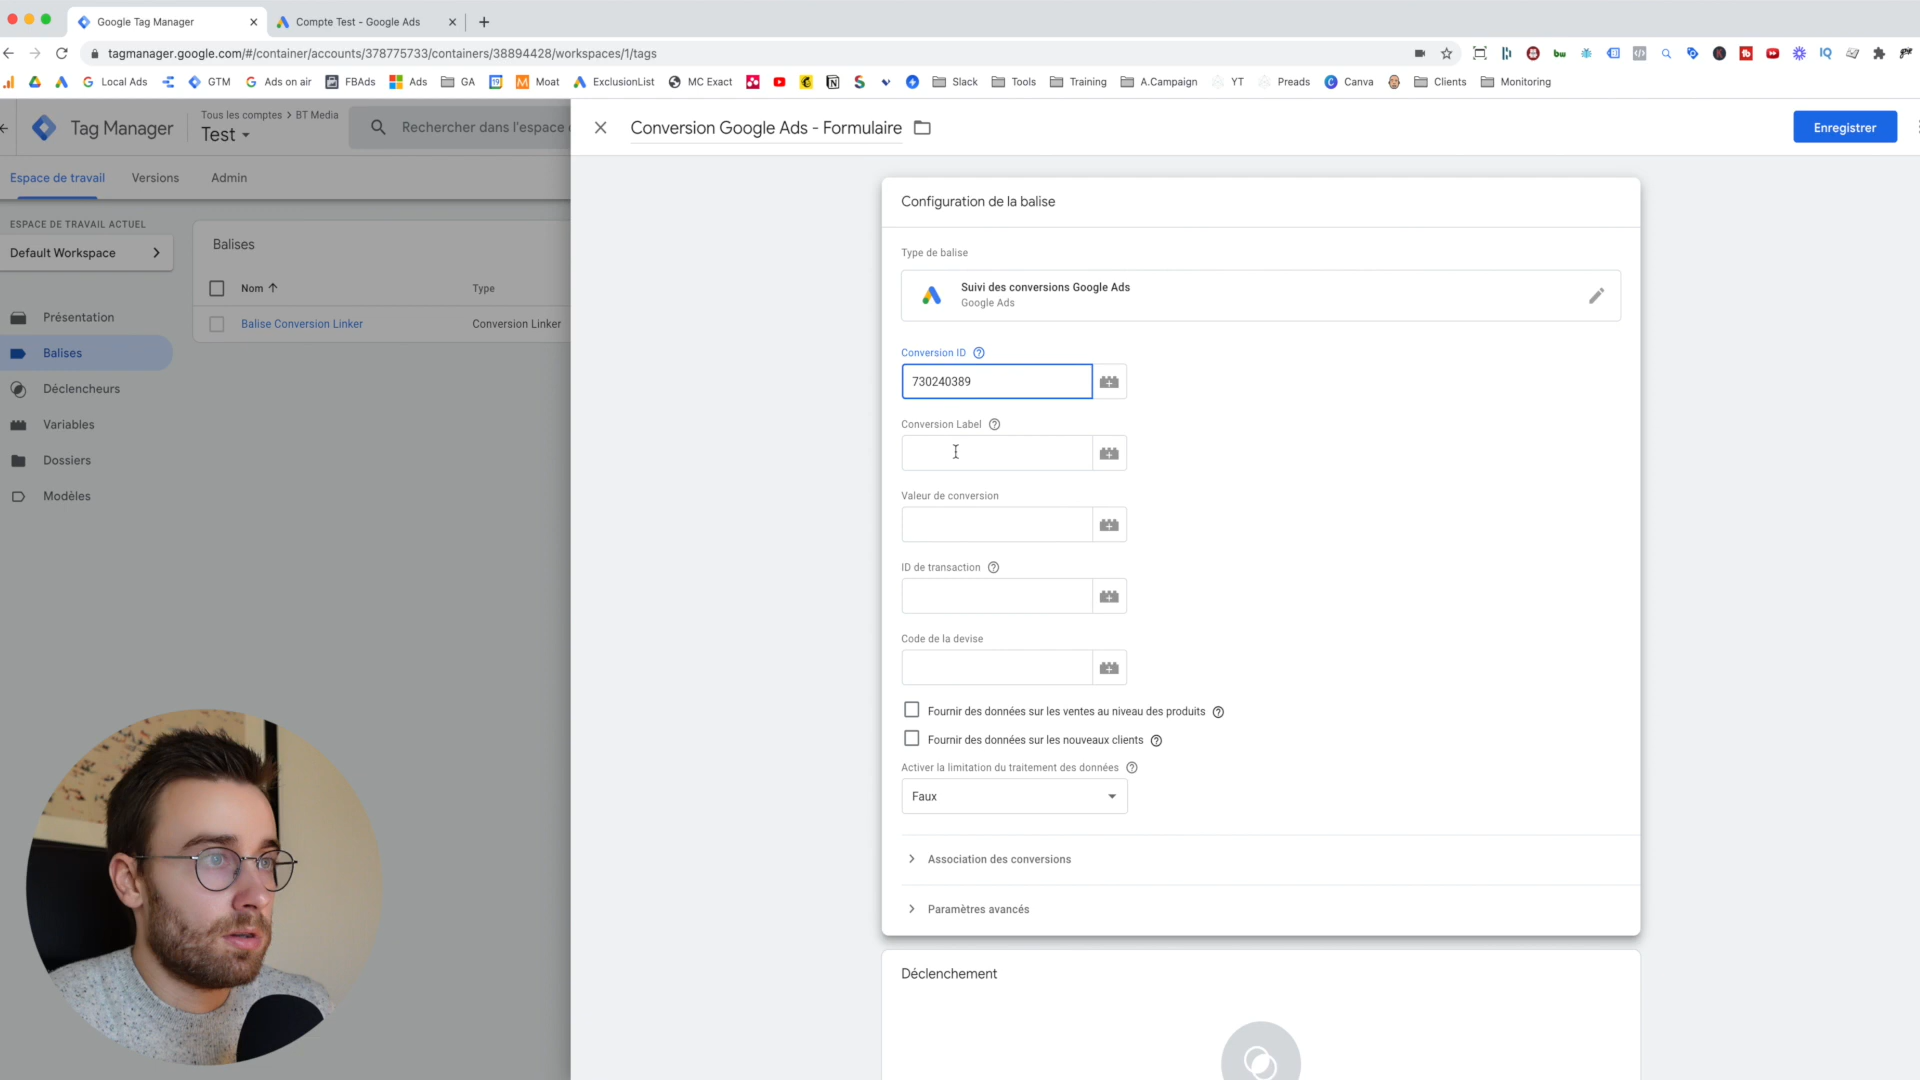 Google Tag Manager
Compte Test - Google Ads
tagmanager.google.com/#/container/accounts/378775733/containers/38894428/workspaces/1/tags
Local Ads
GTM
Ads on air
FBAds
Ads
GA
Moat
ExclusionList
MC Exact
Slack
Tools
Training
A.Campaign
YT
Preads
Canva
Clients
Monitoring
Tag Manager
Tous les comptes > BT Media
Test
Rechercher dans l'espace
Conversion Google Ads - Formulaire
Enregistrer
Espace de travail
Versions
Admin
ESPACE DE TRAVAIL ACTUEL
Default Workspace
Présentation
Balises
Déclencheurs
Variables
Dossiers
Modèles
Balises
Nom
Type
Balise Conversion Linker
Conversion Linker
Configuration de la balise
Type de balise
Suivi des conversions Google Ads
Google Ads
Conversion ID
730240389
Conversion Label
Valeur de conversion
ID de transaction
Code de la devise
Fournir des données sur les ventes au niveau des produits
Fournir des données sur les nouveaux clients
Activer la limitation du traitement des données
Faux
Association des conversions
Paramètres avancés
Déclenchement